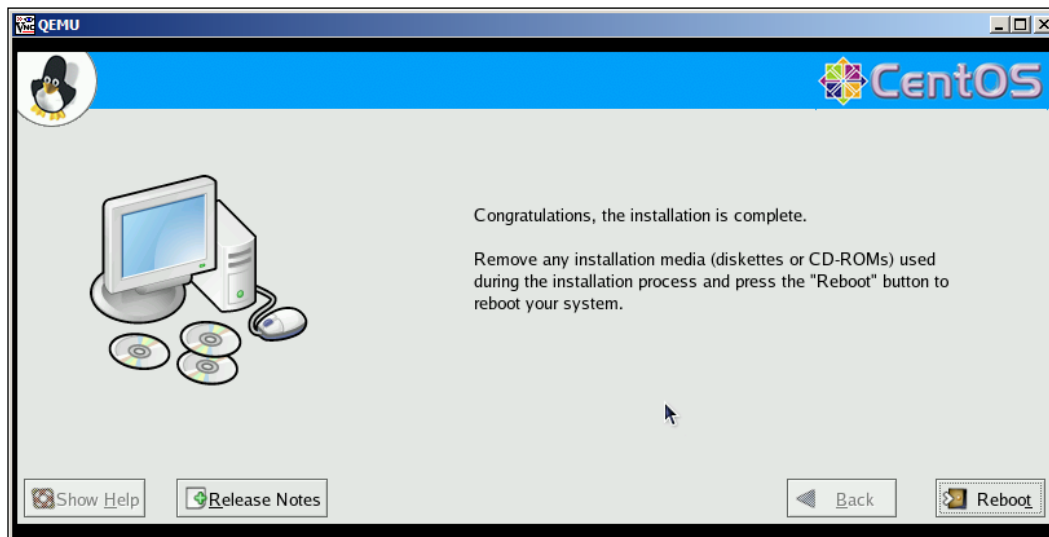 VNC QEMU
CentOS
Congratulations, the installation is complete.
Remove any installation media (diskettes or CD-ROMs) used
during the installation process and press the "Reboot" button to
reboot your system.
Show Help
Release Notes
Back
Reboot